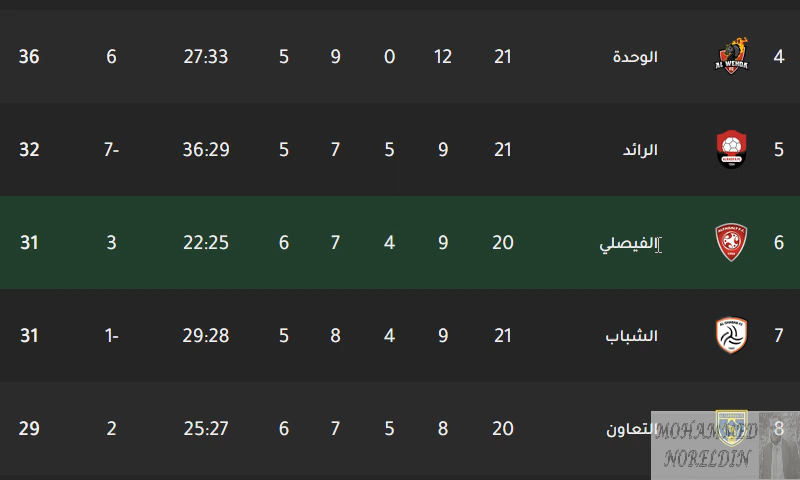 4 AL WEHDA الوحدة 21 12 0 9 5 27:33 6 36
5 الرائد 21 9 5 7 5 36:29 7- 32
6 الفيصلي 20 9 4 7 6 22:25 3 31
7 الشباب 21 9 4 8 5 29:28 1- 31
8 التعاون 20 8 5 7 6 25:27 2 29
MOHAMMED
NORELDIN